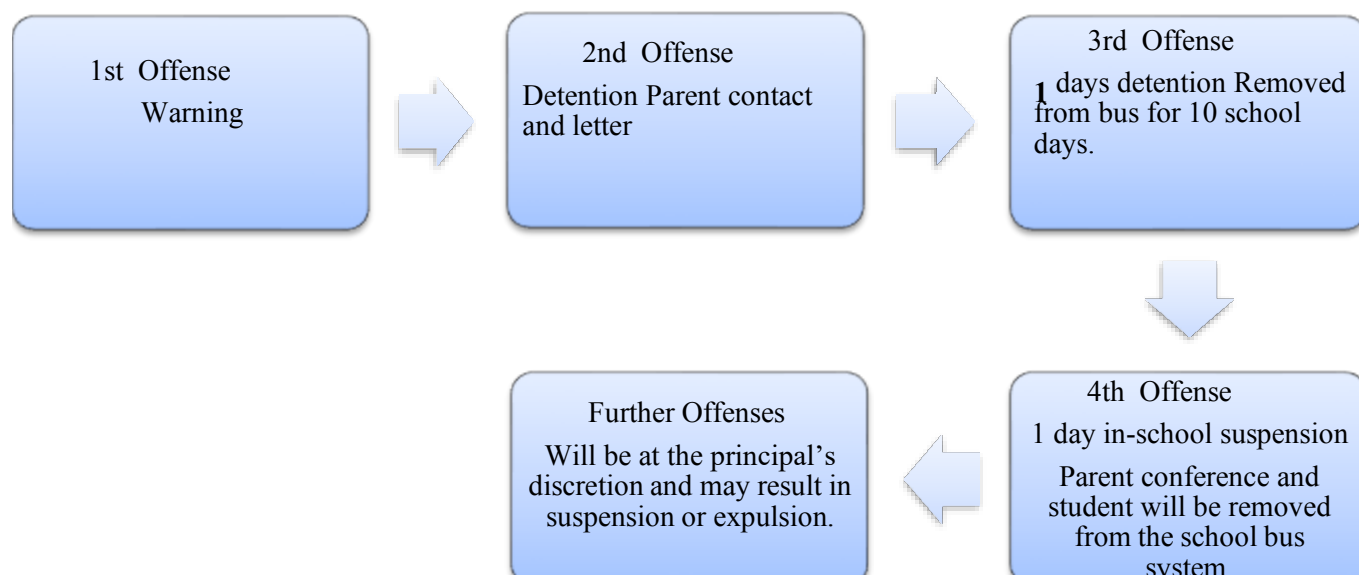 1st Offense
Warning
2nd Offense
Detention Parent contact
and letter
3rd Offense
1 days detention Removed
from bus for 10 school
days.
4th Offense
1 day in-school suspension
Parent conference and
student will be removed
from the school bus
system
Further Offenses
Will be at the principal’s
discretion and may result in
suspension or expulsion.